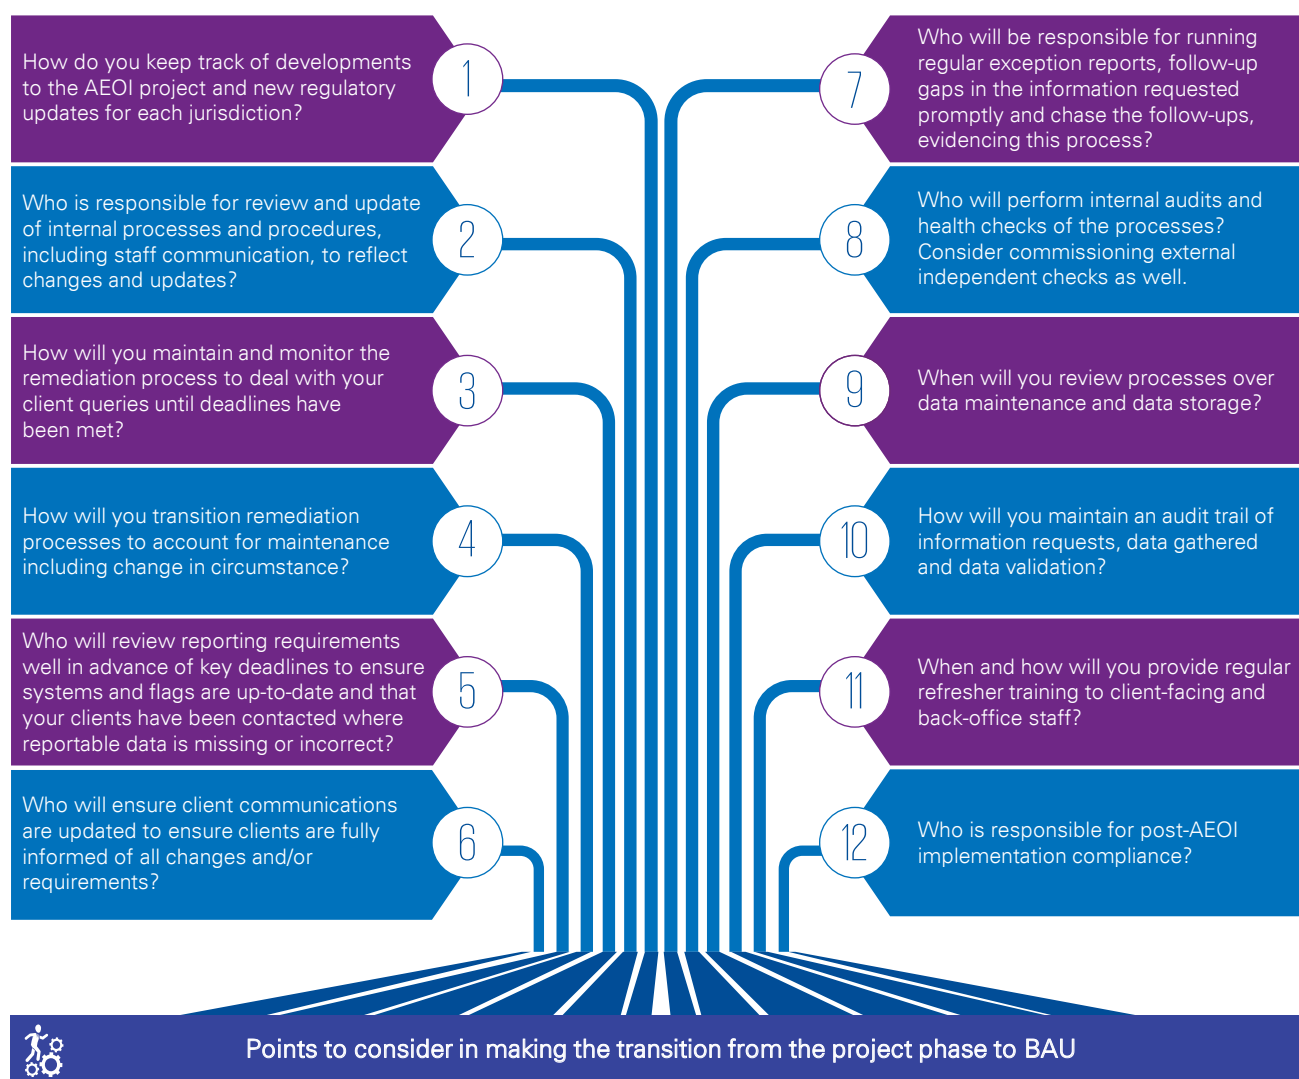 How do you keep track of developments
to the AEOI project and new regulatory
updates for each jurisdiction?
1
Who is responsible for review and update
of internal processes and procedures,
including staff communication, to reflect
changes and updates?
2
How will you maintain and monitor the
remediation process to deal with your
client queries until deadlines have
been met?
3
How will you transition remediation
processes to account for maintenance
including change in circumstance?
4
Who will review reporting requirements
well in advance of key deadlines to ensure
systems and flags are up-to-date and that
your clients have been contacted where
reportable data is missing or incorrect?
5
Who will ensure client communications
are updated to ensure clients are fully
informed of all changes and/or
requirements?
6
7
Who will be responsible for running
regular exception reports, follow-up
gaps in the information requested
promptly and chase the follow-ups,
evidencing this process?
8
Who will perform internal audits and
health checks of the processes?
Consider commissioning external
independent checks as well.
9
When will you review processes over
data maintenance and data storage?
10
How will you maintain an audit trail of
information requests, data gathered
and data validation?
11
When and how will you provide regular
refresher training to client-facing and
back-office staff?
12
Who is responsible for post-AEOI
implementation compliance?
Points to consider in making the transition from the project phase to BAU